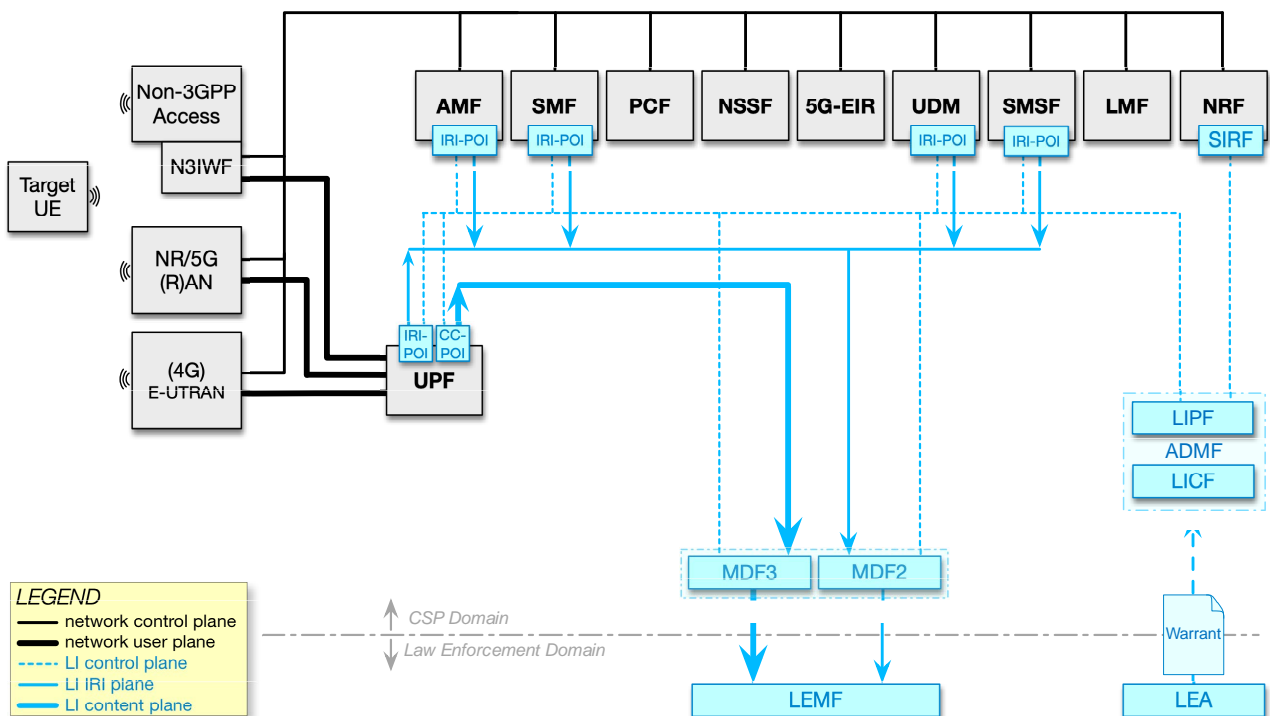 Non-3GPP
Access
N3IWF
Target
UE
NR/5G
(R)AN
(4G)
E-UTRAN
AMF
IRI-POI
SMF
IRI-POI
PCF
NSSF
5G-EIR
UDM
IRI-POI
SMSF
IRI-POI
LMF
NRF
SIRF
IRI-
POI
CC-
POI
UPF
LIPF
ADMF
LICF
MDF3
MDF2
CSP Domain
Law Enforcement Domain
Warrant
LEMF
LEA
LEGEND
network control plane
network user plane
LI control plane
LI IRI plane
LI content plane